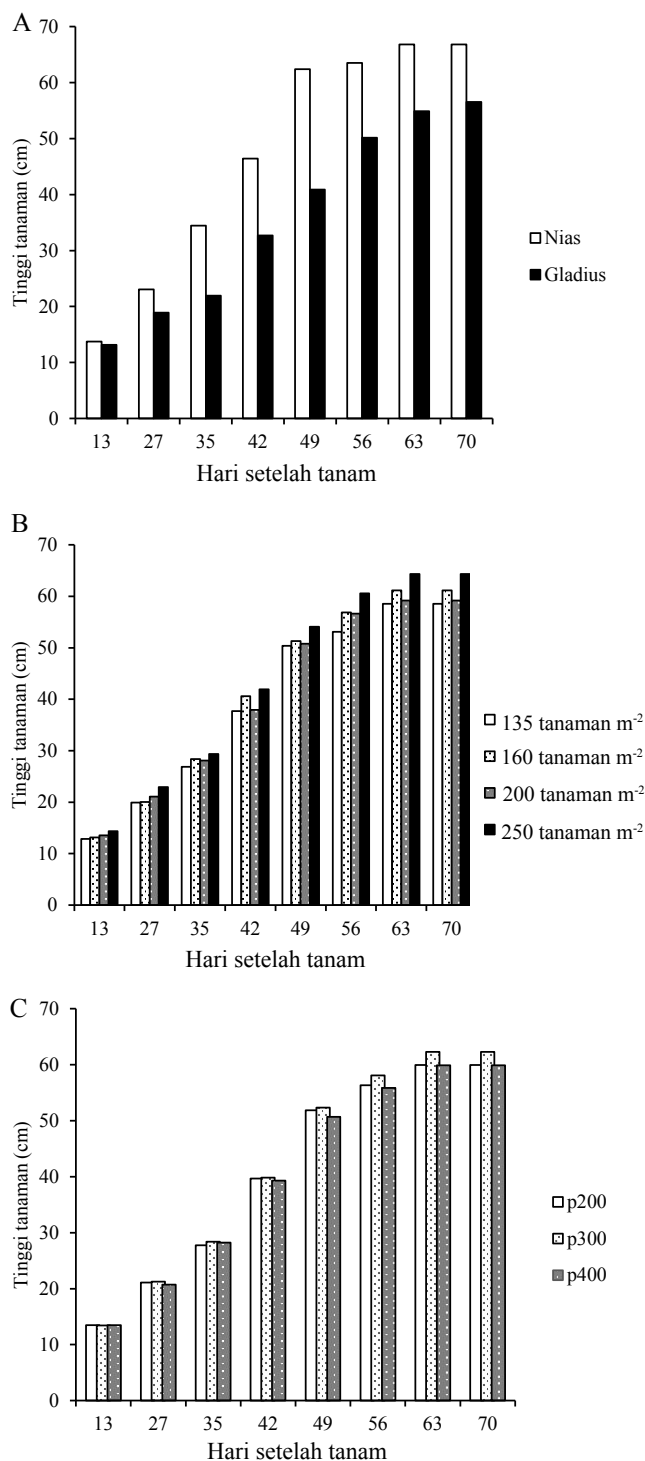 A
70
60
50
40
30
20
10
0
Tinggi tanaman (cm)
13 27 35 42 49 56 63 70
Hari setelah tanam
Nias
Gladius
B
70
60
50
40
30
20
10
0
Tinggi tanaman (cm)
13 27 35 42 49 56 63 70
Hari setelah tanam
135 tanaman m⁻²
160 tanaman m⁻²
200 tanaman m⁻²
250 tanaman m⁻²
C
70
60
50
40
30
20
10
0
Tinggi tanaman (cm)
13 27 35 42 49 56 63 70
Hari setelah tanam
p200
p300
p400